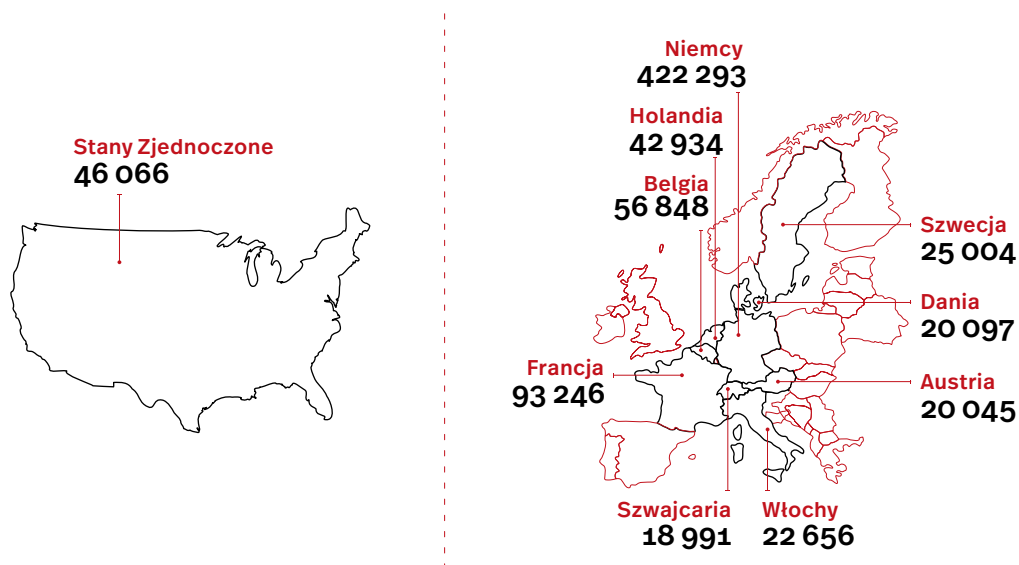 Stany Zjednoczone
46 066
Niemcy
422 293
Holandia
42 934
Belgia
56 848
Szwecja
25 004
Dania
20 097
Francja
93 246
Austria
20 045
Szwajcaria
18 991
Włochy
22 656